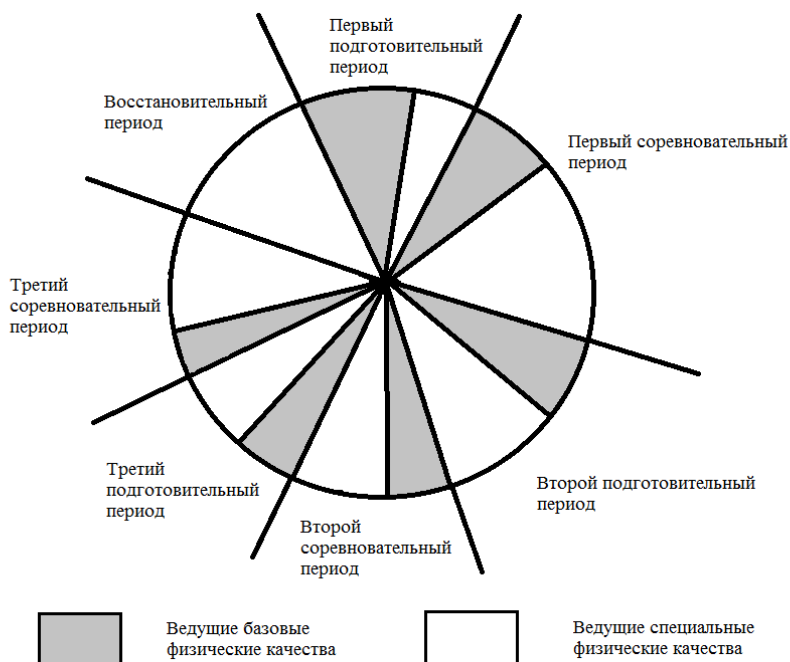 Первый
подготовительный
период
Восстановительный
период
Первый соревновательный
период
Третий
соревновательный
период
Третий
подготовительный
период
Второй подготовительный
период
Второй
соревновательный
период
Ведущие базовые
физические качества
Ведущие специальные
физические качества